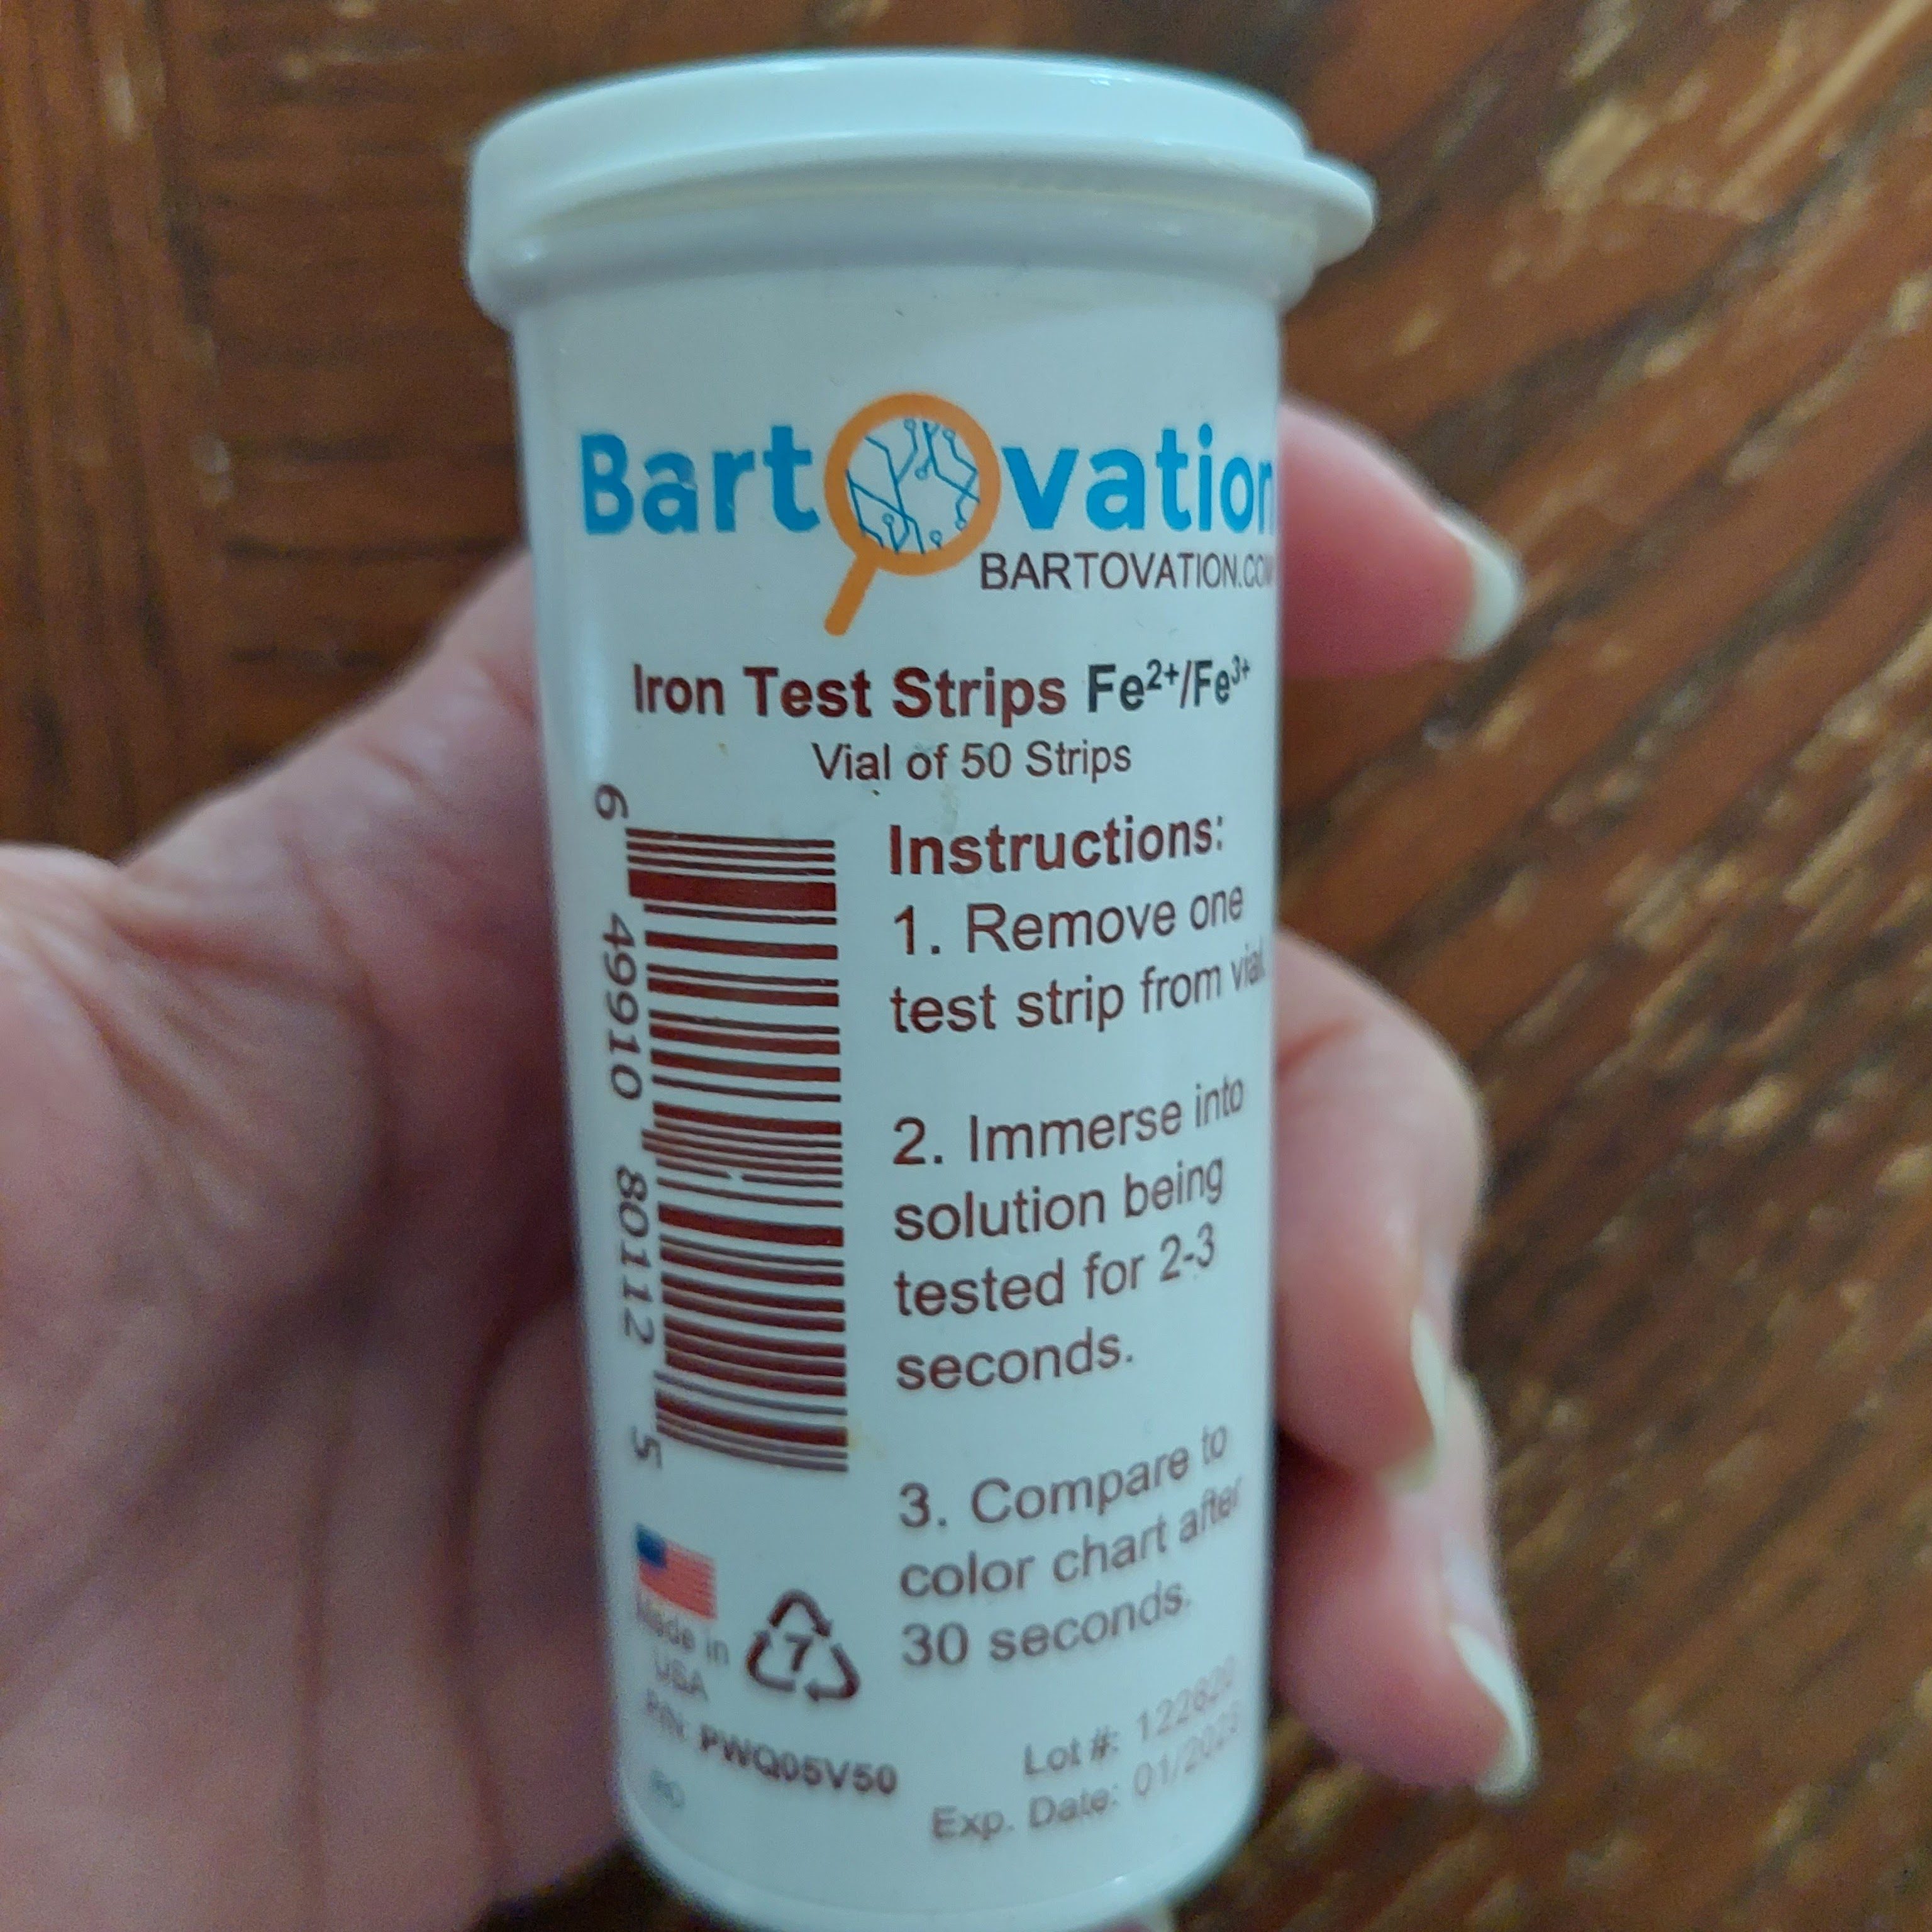 Bartovation
BARTOVATION.COM
Iron Test Strips Fe²⁺/Fe³⁺
Vial of 50 Strips
6 49910 80112 5
Instructions:
1. Remove one
test strip from vial.
2. Immerse into
solution being
tested for 2-3
seconds.
3. Compare to
color chart after
30 seconds.
Made in
USA
7
P/N: PWQ05V50
Lot #:
Exp. Date: